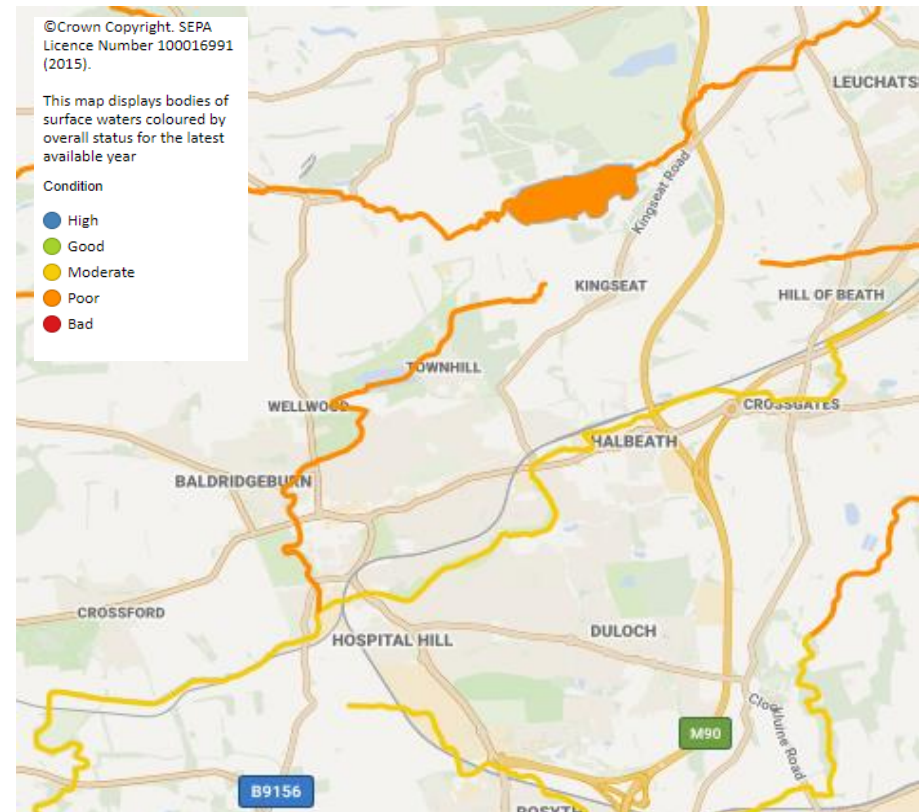 ©Crown Copyright. SEPA
Licence Number 100016991
(2015).
This map displays bodies of
surface waters coloured by
overall status for the latest
available year
Condition
High
Good
Moderate
Poor
Bad
LEUCHATS
Kingseat Road
KINGSEAT
HILL OF BEATH
TOWNHILL
WELLWOOD
CROSSGATES
HALBEATH
BALDRIDGEBURN
CROSSFORD
DULOCH
HOSPITAL HILL
M90
B9156
ROSYTH